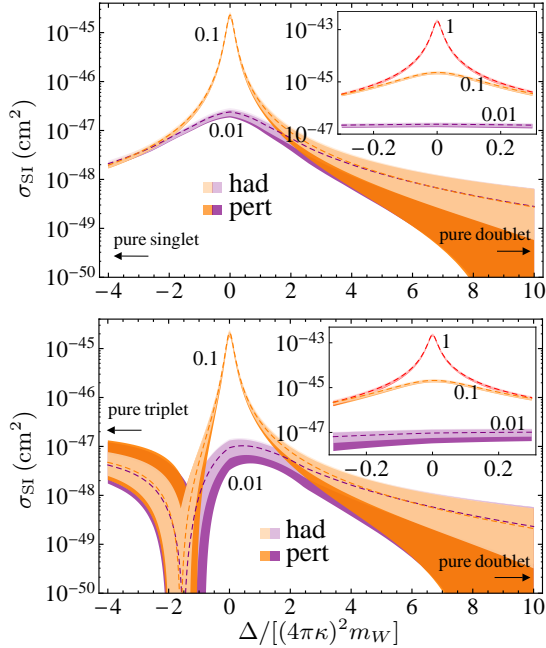 10^{-45}
10^{-46}
10^{-47}
10^{-48}
10^{-49}
10^{-50}
σ_SI (cm²)
0.1
0.01
had
pert
pure singlet
pure doublet
−4 −2 0 2 4 6 8 10
10^{-43}
10^{-45}
10^{-47}
1
0.1
0.01
−0.2 0 0.2
10^{-45}
10^{-46}
10^{-47}
10^{-48}
10^{-49}
10^{-50}
σ_SI (cm²)
0.1
0.01
had
pert
pure triplet
pure doublet
−4 −2 0 2 4 6 8 10
Δ/[(4πκ)² m_W]
10^{-43}
10^{-45}
10^{-47}
1
0.1
0.01
−0.2 0 0.2